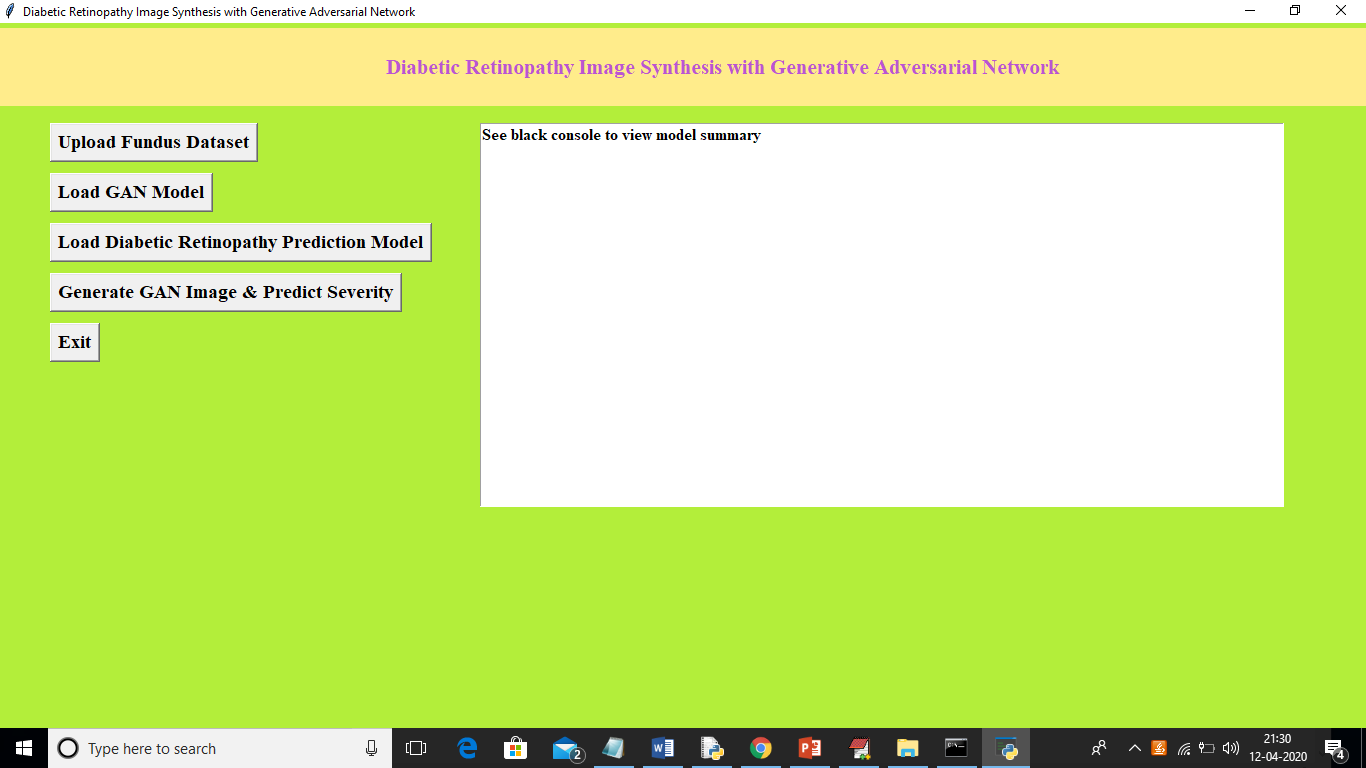 Diabetic Retinopathy Image Synthesis with Generative Adversarial Network
Diabetic Retinopathy Image Synthesis with Generative Adversarial Network
Upload Fundus Dataset
Load GAN Model
Load Diabetic Retinopathy Prediction Model
Generate GAN Image & Predict Severity
Exit
See black console to view model summary
Type here to search
2
21:30
12-04-2020
4